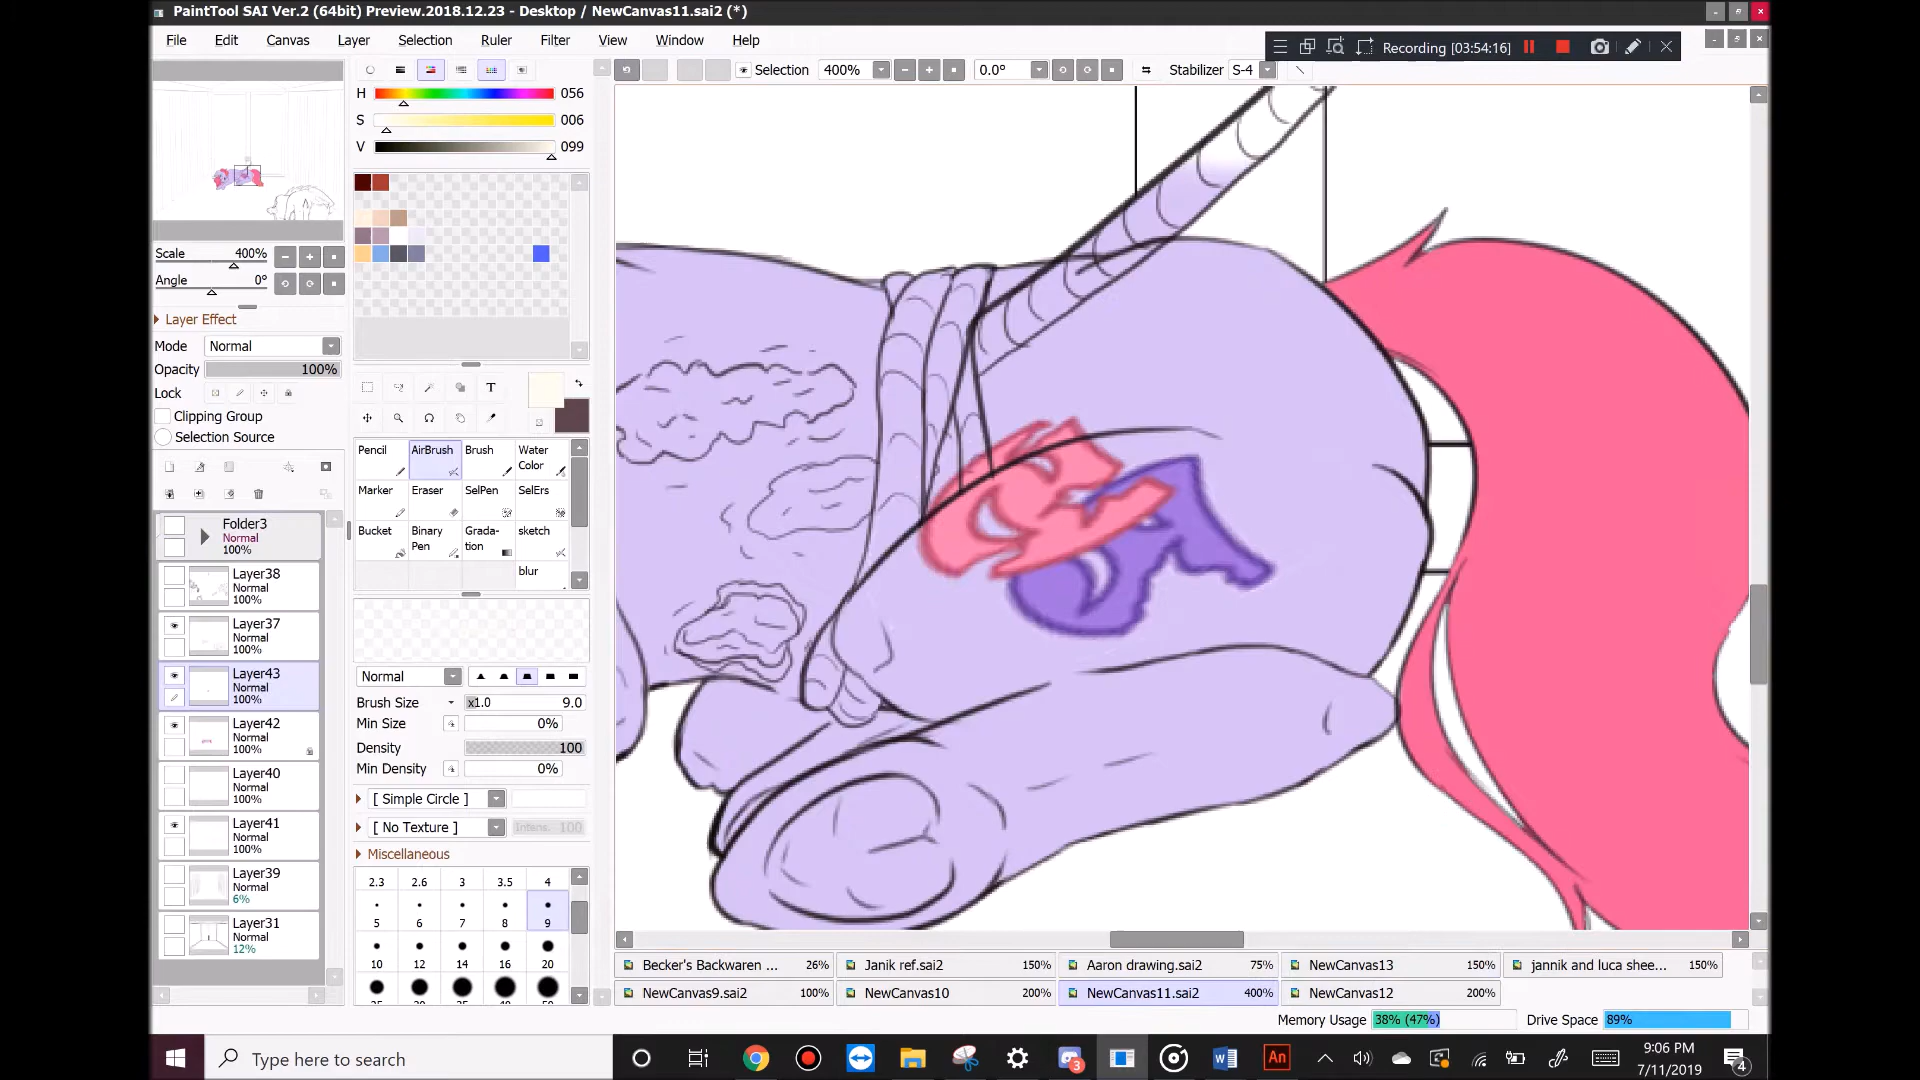 PaintTool SAI Ver.2 (64bit) Preview.2018.12.23 - Desktop / NewCanvas11.sai2 (*)
File Edit Canvas Layer Selection Ruler Filter View Window Help
Recording [03:54:16]
Selection 400% 0.0° Stabilizer S-4
H 056
S 006
V 099
Scale 400%
Angle 0°
Layer Effect
Mode Normal
Opacity 100%
Lock
Clipping Group
Selection Source
T
Pencil AirBrush Brush Water Color
Marker Eraser SelPen SelErs
Bucket Binary Pen Grada-tion sketch
blur
Folder3
Normal
100%
Layer38
Normal
100%
Layer37
Normal
100%
Layer43
Normal
100%
Layer42
Normal
100%
Layer40
Normal
100%
Layer41
Normal
100%
Layer39
Normal
6%
Layer31
Normal
12%
Normal
Brush Size x1.0 9.0
Min Size 0%
Density 100
Min Density 0%
[ Simple Circle ]
[ No Texture ] Intens. 100
Miscellaneous
2.3 2.6 3 3.5 4
5 6 7 8 9
10 12 14 16 20
Becker's Backwaren ... 26% Janik ref.sai2 150% Aaron drawing.sai2 75% NewCanvas13 150% jannik and luca shee... 150%
NewCanvas9.sai2 100% NewCanvas10 200% NewCanvas11.sai2 400% NewCanvas12 200%
Memory Usage 38% (47%) Drive Space 89%
Type here to search
3
An
9:06 PM
7/11/2019
4